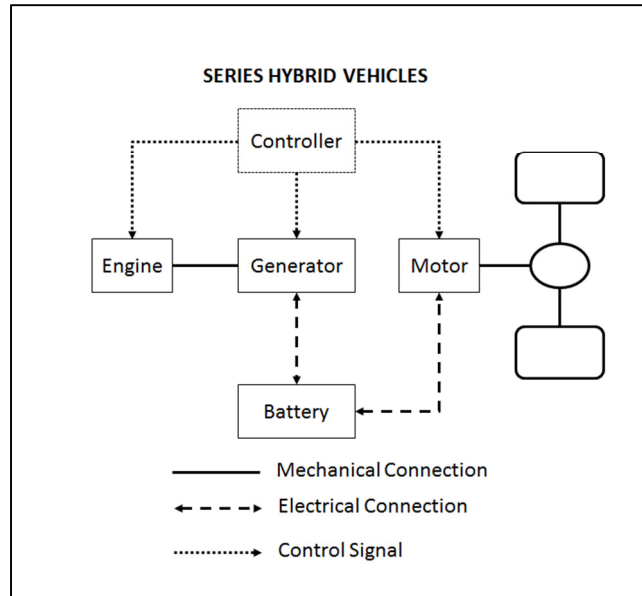 SERIES HYBRID VEHICLES
Controller
Engine
Generator
Motor
Battery
Mechanical Connection
Electrical Connection
Control Signal